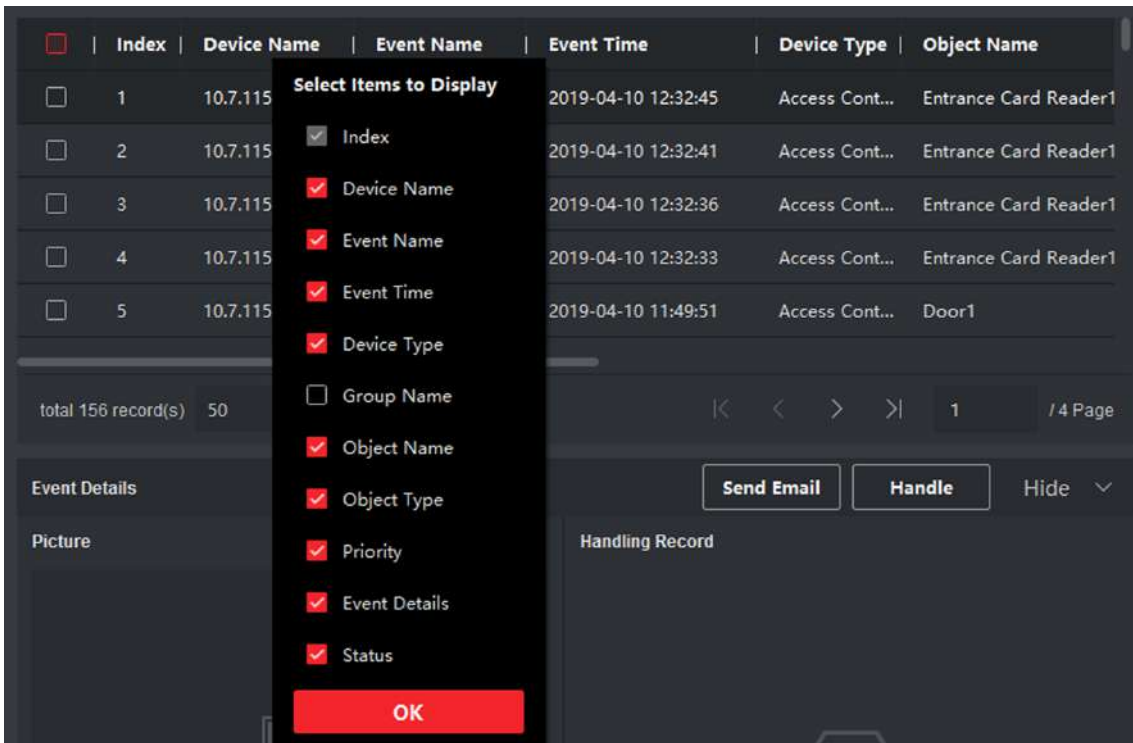 Index | Device Name | Event Name | Event Time | Device Type | Object Name
1 10.7.115 2019-04-10 12:32:45 Access Cont... Entrance Card Reader1
2 10.7.115 2019-04-10 12:32:41 Access Cont... Entrance Card Reader1
3 10.7.115 2019-04-10 12:32:36 Access Cont... Entrance Card Reader1
4 10.7.115 2019-04-10 12:32:33 Access Cont... Entrance Card Reader1
5 10.7.115 2019-04-10 11:49:51 Access Cont... Door1
Select Items to Display
Index
Device Name
Event Name
Event Time
Device Type
Group Name
Object Name
Object Type
Priority
Event Details
Status
OK
total 156 record(s) 50 1 / 4 Page
Event Details Send Email Handle Hide
Picture Handling Record